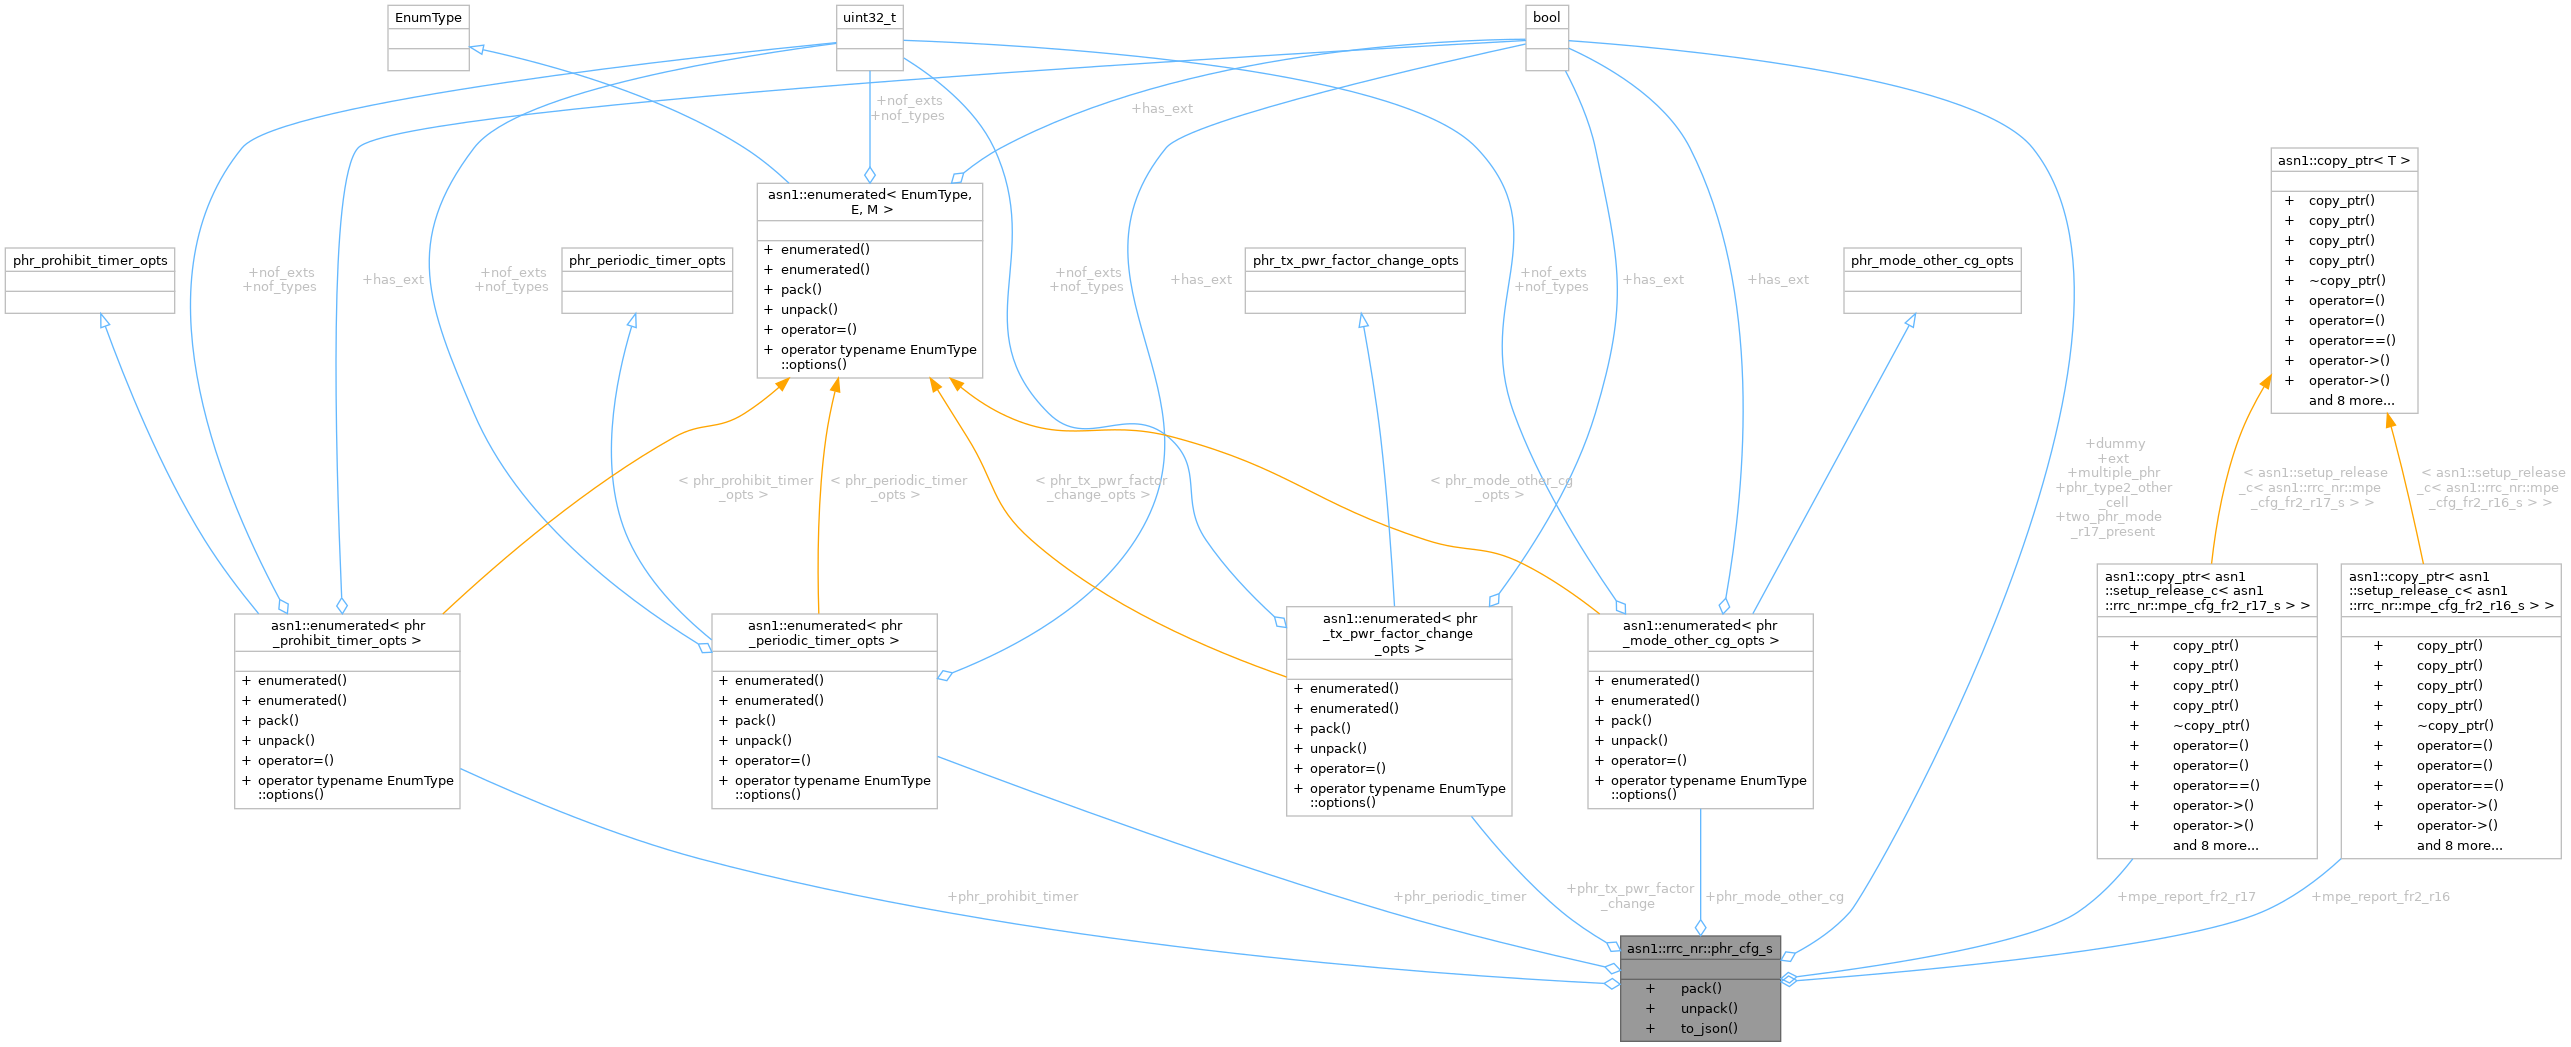 EnumType
uint32_t
bool
+nof_exts
+nof_types
+has_ext
asn1::copy_ptr< T >
+ copy_ptr()
+ copy_ptr()
+ copy_ptr()
+ copy_ptr()
+ ~copy_ptr()
+ operator=()
+ operator=()
+ operator==()
+ operator->()
+ operator->()
and 8 more...
asn1::enumerated< EnumType,
E, M >
+ enumerated()
+ enumerated()
+ pack()
+ unpack()
+ operator=()
+ operator typename EnumType
::options()
phr_prohibit_timer_opts
+nof_exts
+nof_types
+has_ext
+nof_exts
+nof_types
phr_periodic_timer_opts
+nof_exts
+nof_types
+has_ext
phr_tx_pwr_factor_change_opts
+nof_exts
+nof_types
+has_ext
+has_ext
phr_mode_other_cg_opts
< phr_prohibit_timer
_opts >
< phr_periodic_timer
_opts >
< phr_tx_pwr_factor
_change_opts >
< phr_mode_other_cg
_opts >
+dummy
+ext
+multiple_phr
+phr_type2_other
_cell
+two_phr_mode
_r17_present
< asn1::setup_release
_c< asn1::rrc_nr::mpe
_cfg_fr2_r17_s > >
< asn1::setup_release
_c< asn1::rrc_nr::mpe
_cfg_fr2_r16_s > >
asn1::enumerated< phr
_prohibit_timer_opts >
+ enumerated()
+ enumerated()
+ pack()
+ unpack()
+ operator=()
+ operator typename EnumType
::options()
asn1::enumerated< phr
_periodic_timer_opts >
+ enumerated()
+ enumerated()
+ pack()
+ unpack()
+ operator=()
+ operator typename EnumType
::options()
asn1::enumerated< phr
_tx_pwr_factor_change
_opts >
+ enumerated()
+ enumerated()
+ pack()
+ unpack()
+ operator=()
+ operator typename EnumType
::options()
asn1::enumerated< phr
_mode_other_cg_opts >
+ enumerated()
+ enumerated()
+ pack()
+ unpack()
+ operator=()
+ operator typename EnumType
::options()
asn1::copy_ptr< asn1
::setup_release_c< asn1
::rrc_nr::mpe_cfg_fr2_r17_s > >
+ copy_ptr()
+ copy_ptr()
+ copy_ptr()
+ copy_ptr()
+ ~copy_ptr()
+ operator=()
+ operator=()
+ operator==()
+ operator->()
+ operator->()
and 8 more...
asn1::copy_ptr< asn1
::setup_release_c< asn1
::rrc_nr::mpe_cfg_fr2_r16_s > >
+ copy_ptr()
+ copy_ptr()
+ copy_ptr()
+ copy_ptr()
+ ~copy_ptr()
+ operator=()
+ operator=()
+ operator==()
+ operator->()
+ operator->()
and 8 more...
+phr_prohibit_timer
+phr_periodic_timer
+phr_tx_pwr_factor
_change
+phr_mode_other_cg
+mpe_report_fr2_r17
+mpe_report_fr2_r16
asn1::rrc_nr::phr_cfg_s
+ pack()
+ unpack()
+ to_json()